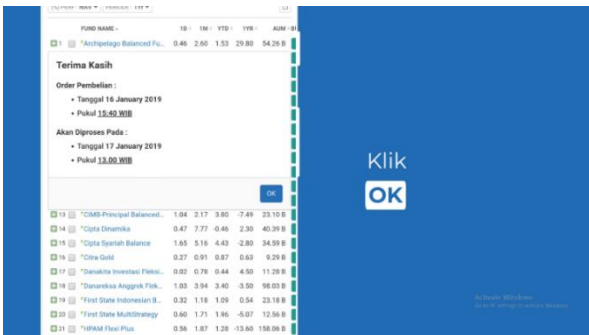 FUND NAME 1D 1M YTD 1YR AUM
1 *Archipelago Balanced Fu... 0.46 2.60 1.53 29.80 54.26 B
Terima Kasih
Order Pembelian :
• Tanggal 16 January 2019
• Pukul 15:40 WIB
Akan Diproses Pada :
• Tanggal 17 January 2019
• Pukul 13.00 WIB
OK
13 *CIMB-Principal Balanced... 1.04 2.17 3.80 -7.49 23.10 B
14 *Cipta Dinamika 0.47 7.77 -0.46 2.30 40.39 B
15 *Cipta Syariah Balance 1.65 5.16 4.43 -2.80 34.59 B
16 *Citra Gold 0.27 0.91 0.87 0.63 9.29 B
17 *Danakita Investasi Fleksi... 0.02 0.78 0.44 4.50 11.28 B
18 *Danareksa Anggrek Flek... 1.03 3.94 3.40 -3.50 98.03 B
19 *First State Indonesian B... 0.32 1.18 1.09 0.54 23.18 B
20 *First State MultiStrategy 0.60 1.71 1.96 -5.07 12.56 B
21 *HPAM Flexi Plus 0.56 1.87 1.28 -13.60 158.06 B
Klik
OK
Activate Windows
Go to PC settings to activate Windows.